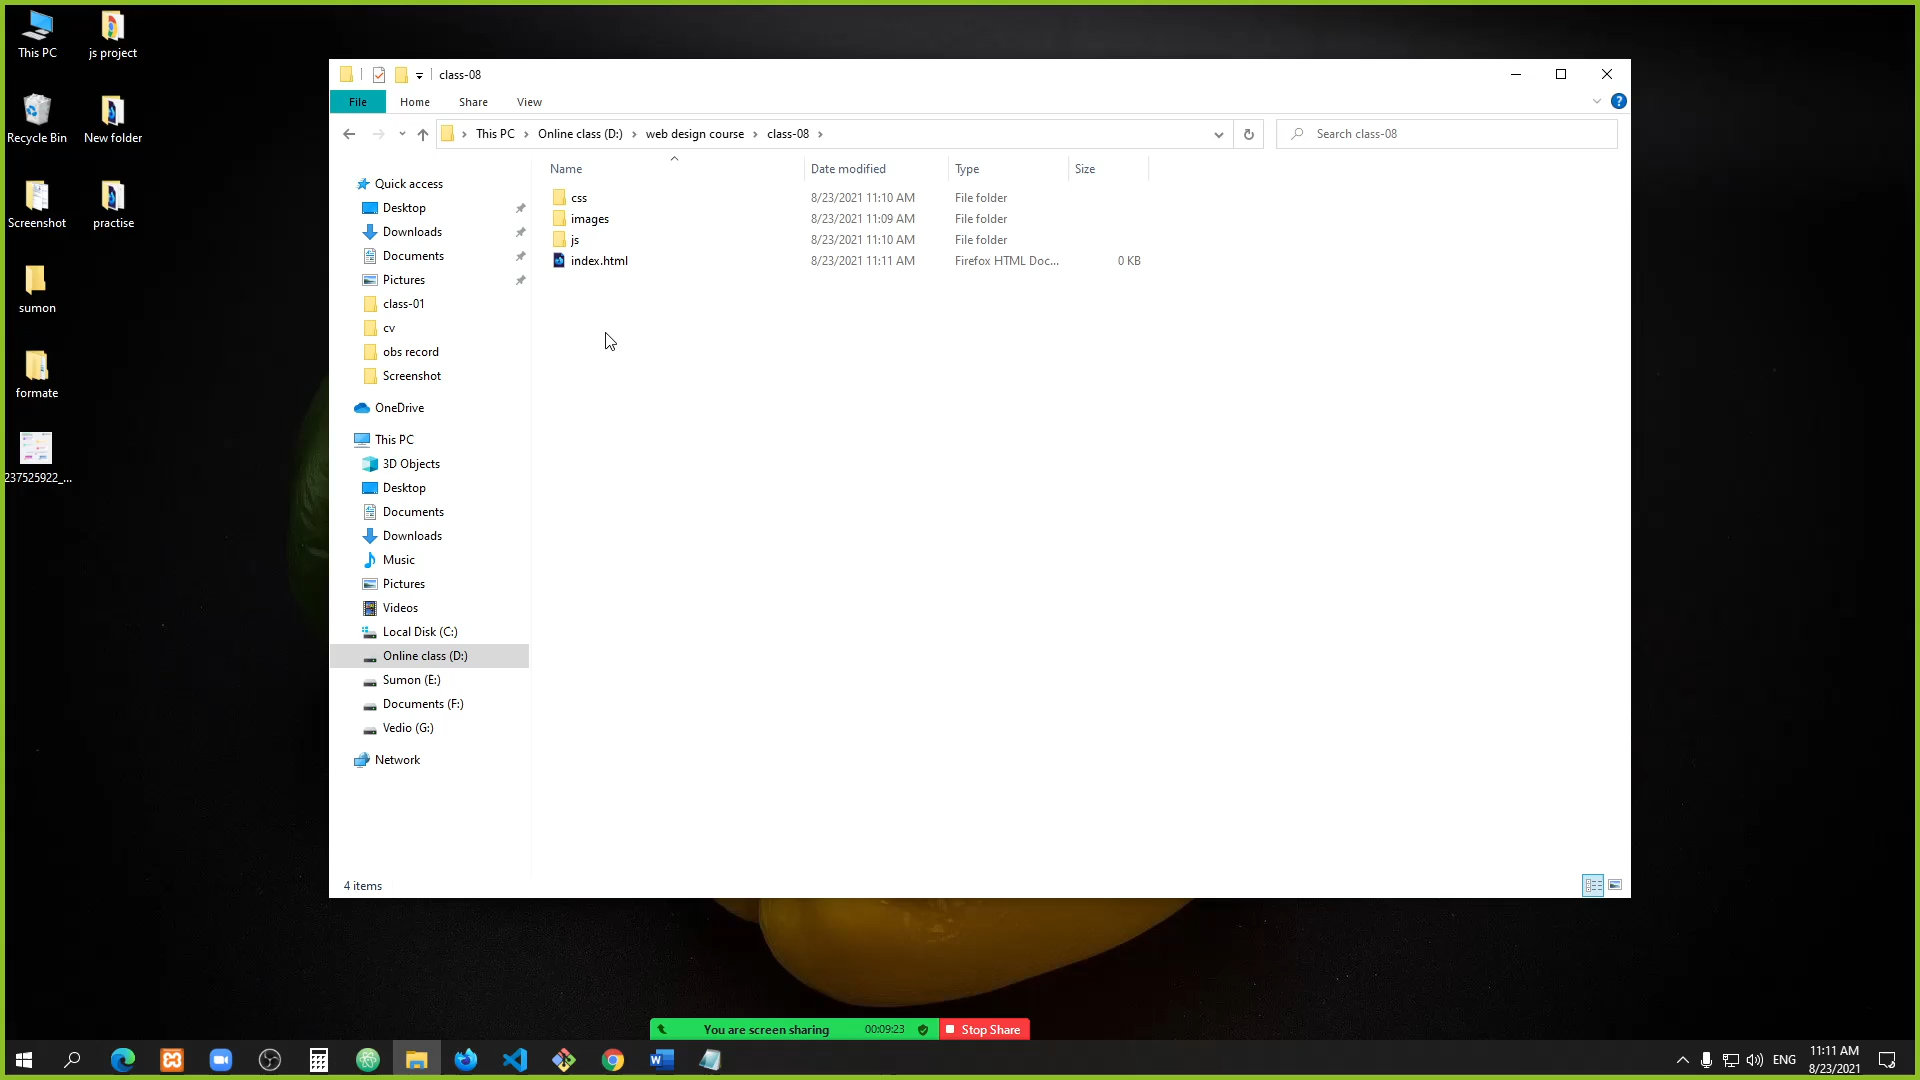 This PC
js project
Recycle Bin
New folder
Screenshot
practise
sumon
formate
237525922_...
class-08
File
Home
Share
View
This PC
Online class (D:)
web design course
class-08
Search class-08
Name
Date modified
Type
Size
css
8/23/2021 11:10 AM
File folder
images
8/23/2021 11:09 AM
File folder
js
8/23/2021 11:10 AM
File folder
index.html
8/23/2021 11:11 AM
Firefox HTML Doc...
0 KB
Quick access
Desktop
Downloads
Documents
Pictures
class-01
cv
obs record
Screenshot
OneDrive
This PC
3D Objects
Desktop
Documents
Downloads
Music
Pictures
Videos
Local Disk (C:)
Online class (D:)
Sumon (E:)
Documents (F:)
Vedio (G:)
Network
4 items
You are screen sharing
00:09:23
Stop Share
ENG
11:11 AM
8/23/2021